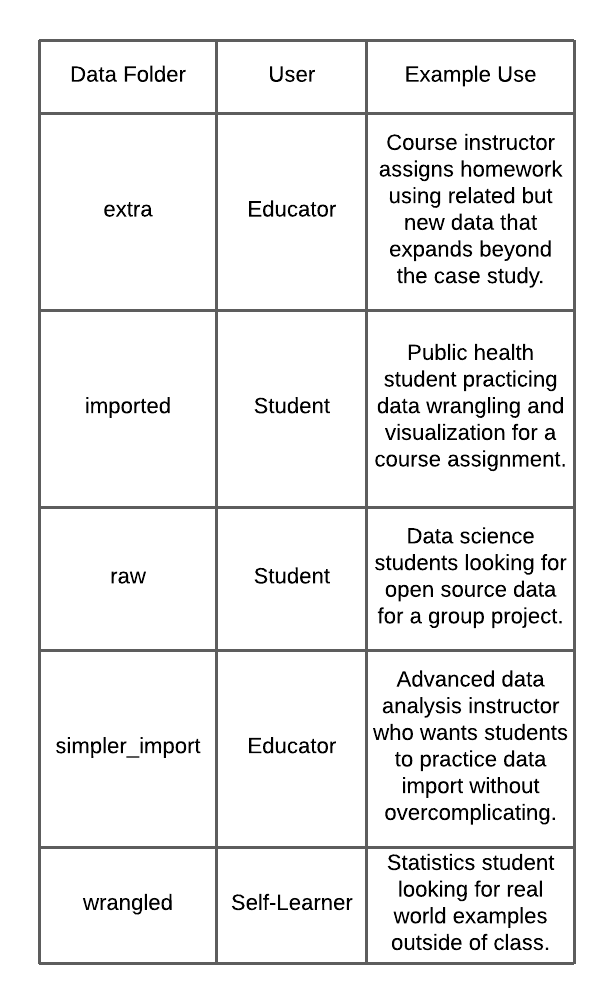 Data Folder
User
Example Use
extra
Educator
Course instructor
assigns homework
using related but
new data that
expands beyond
the case study.
imported
Student
Public health
student practicing
data wrangling and
visualization for a
course assignment.
raw
Student
Data science
students looking for
open source data
for a group project.
simpler_import
Educator
Advanced data
analysis instructor
who wants students
to practice data
import without
overcomplicating.
wrangled
Self-Learner
Statistics student
looking for real
world examples
outside of class.